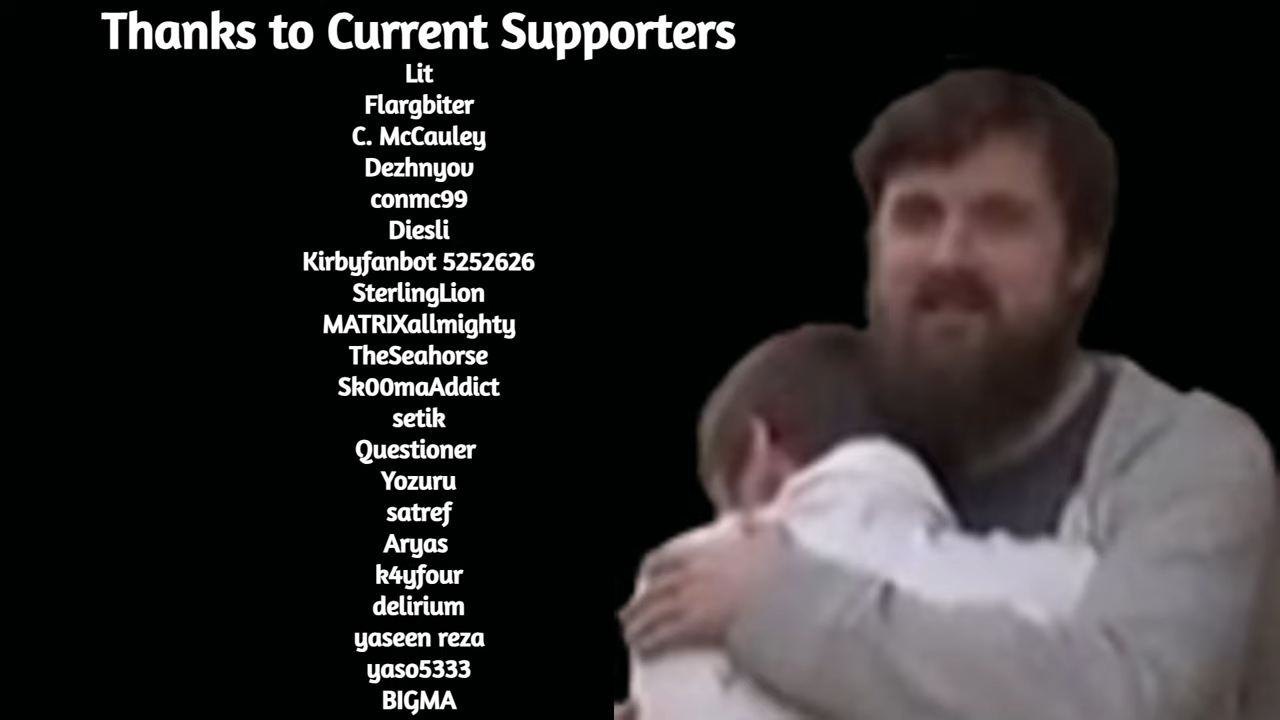 Thanks to Current Supporters
Lit
Flargbiter
C. McCauley
Dezhnyov
conmc99
Diesli
Kirbyfanbot 5252626
SterlingLion
MATRIXallmighty
TheSeahorse
Sk00maAddict
setik
Questioner
Yozuru
satref
Aryas
k4yfour
delirium
yaseen reza
yaso5333
BIGMA